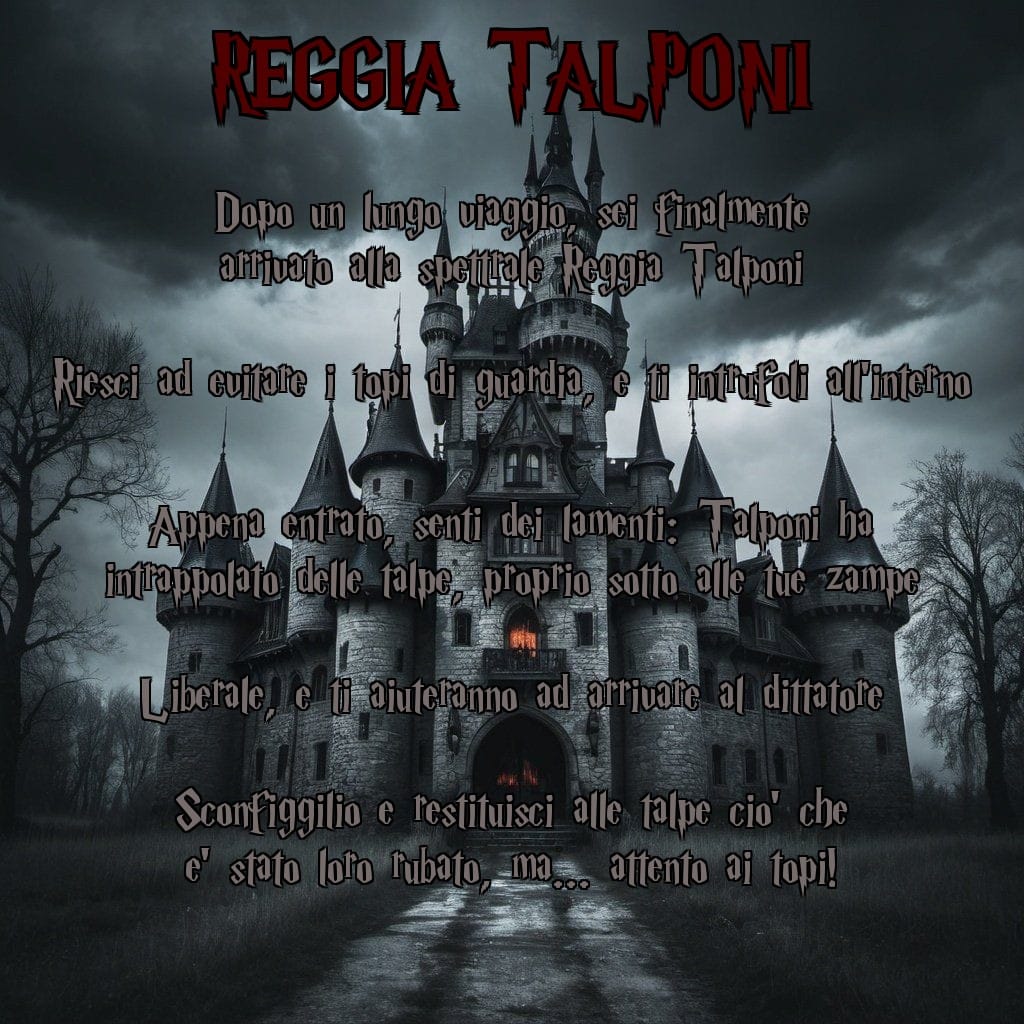 Reggia Talponi
Dopo un lungo viaggio, sei finalmente
arrivato alla spettrale Reggia Talponi
Riesci ad evitare i topi di guardia, e ti intrufoli all'interno
Appena entrato, senti dei lamenti: Talponi ha
intrappolato delle talpe, proprio sotto alle tue zampe
Liberale, e ti aiuteranno ad arrivare al dittatore
Sconfiggilio e restituisci alle talpe cio' che
e' stato loro rubato, ma... attento ai topi!